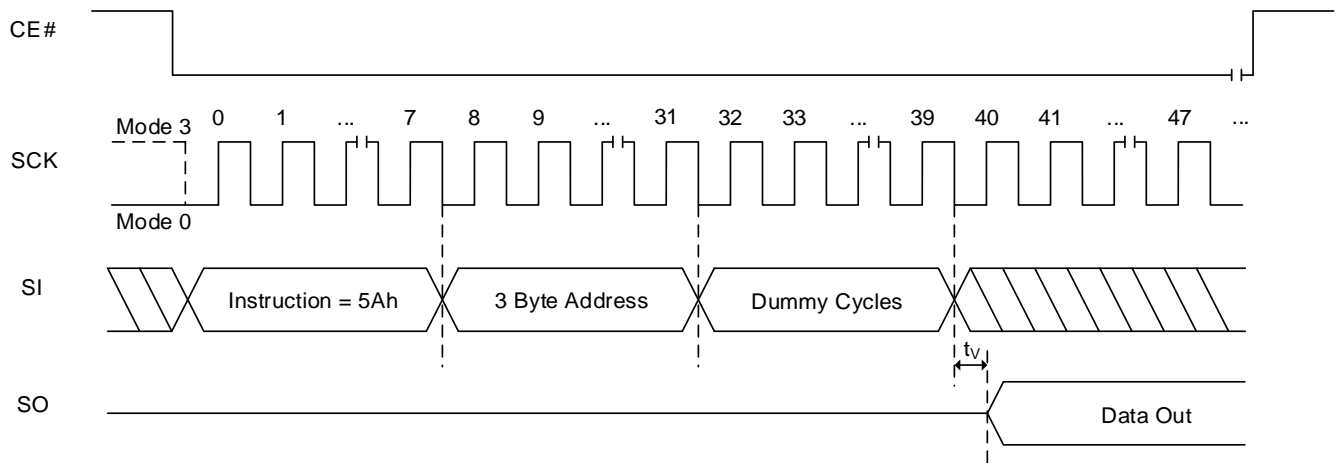 CE#
Mode 3
0 1 ... 7 8 9 ... 31 32 33 ... 39 40 41 ... 47 ...
SCK
Mode 0
SI
Instruction = 5Ah
3 Byte Address
Dummy Cycles
tV
SO
Data Out